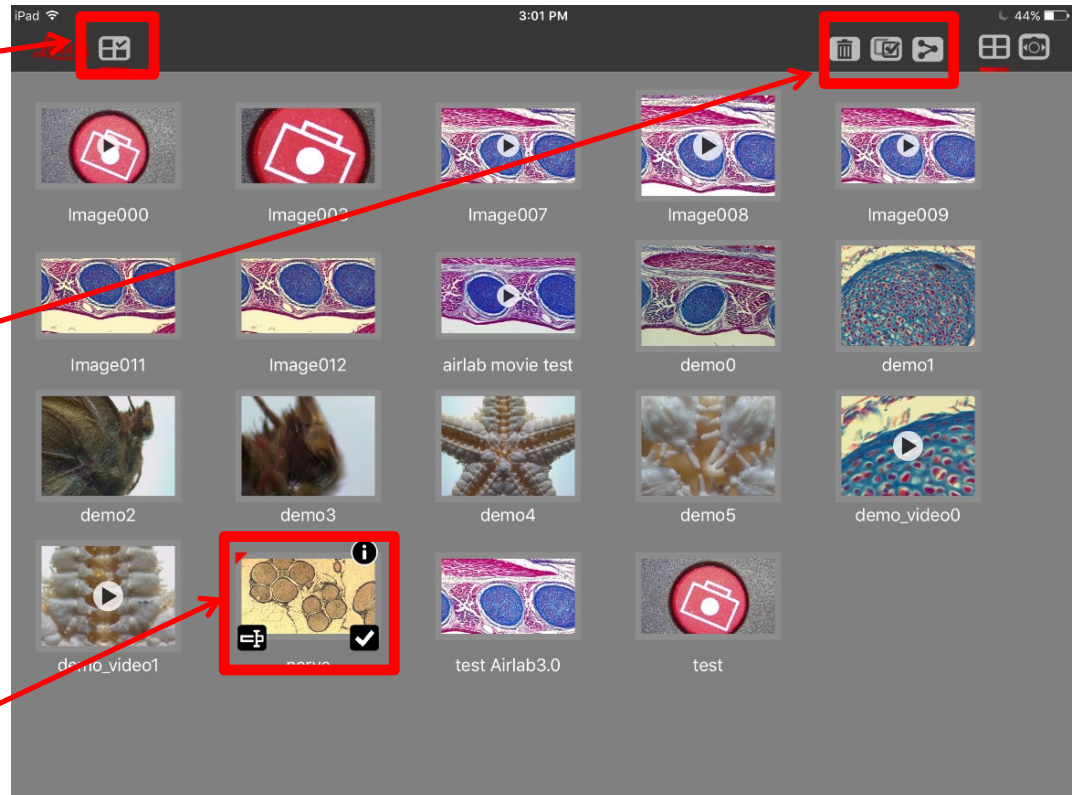 iPad 3:01 PM 44%
Image000 Image003 Image007 Image008 Image009
Image011 Image012 airlab movie test demo0 demo1
demo2 demo3 demo4 demo5 demo_video0
demo_video1 nerve test Airlab3.0 test